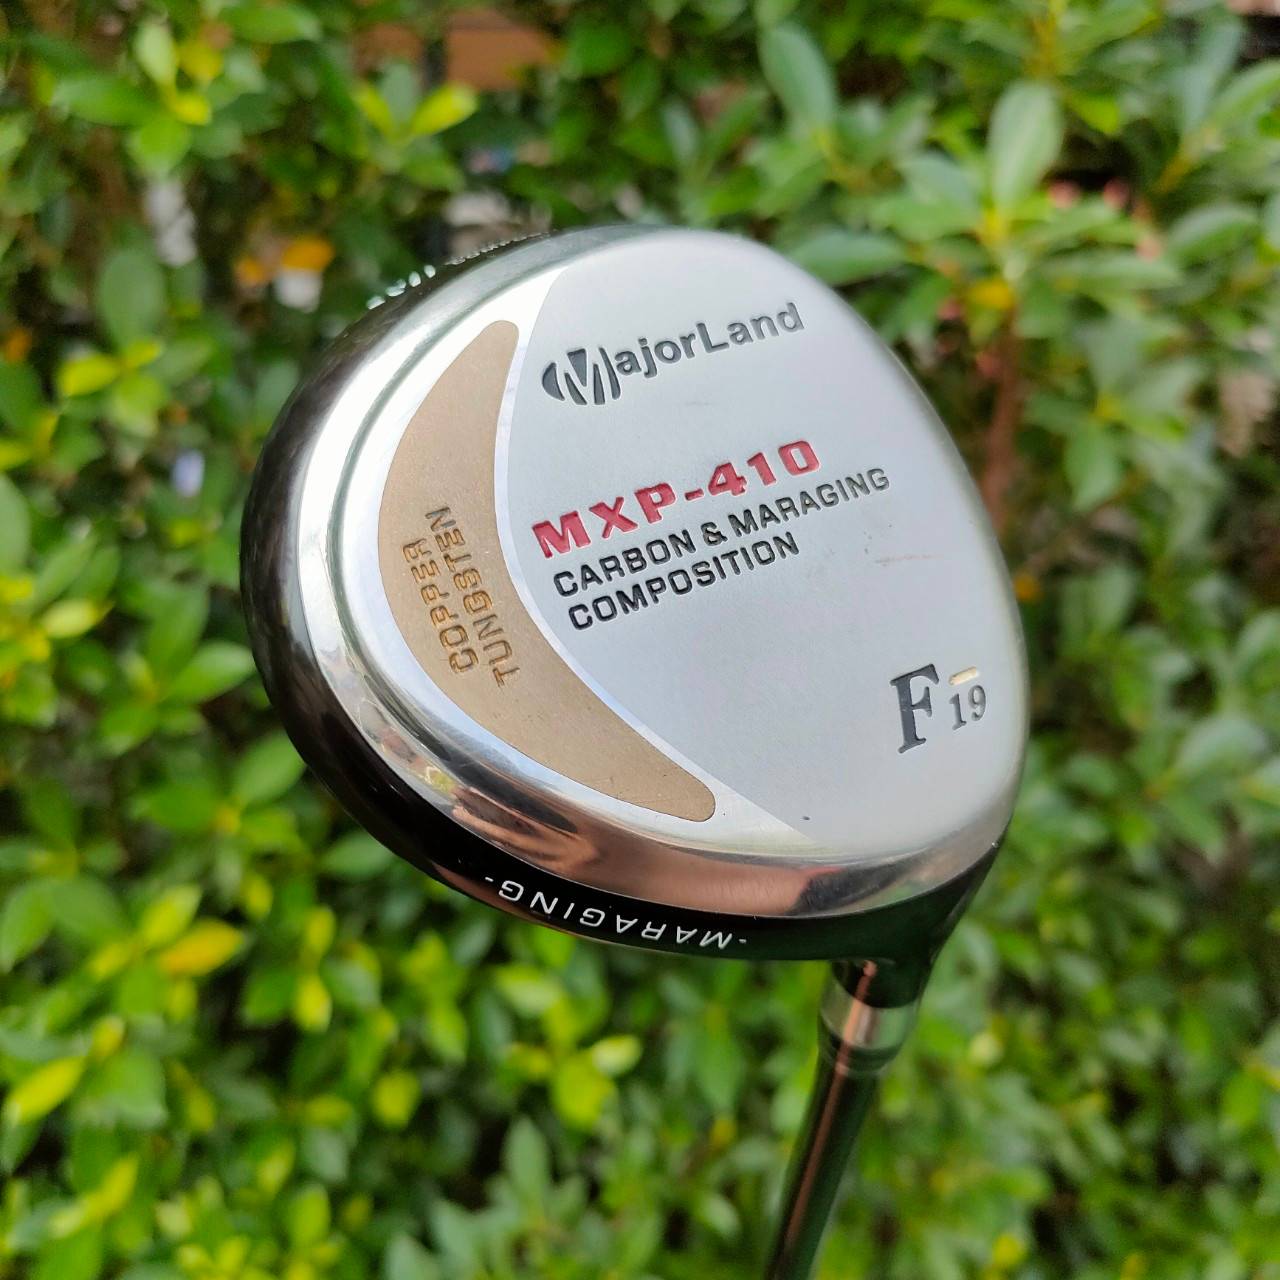 MajorLand
MXP-410
CARBON & MARAGING
COMPOSITION
COPPER
TUNGSTEN
F 19
-MARAGING-